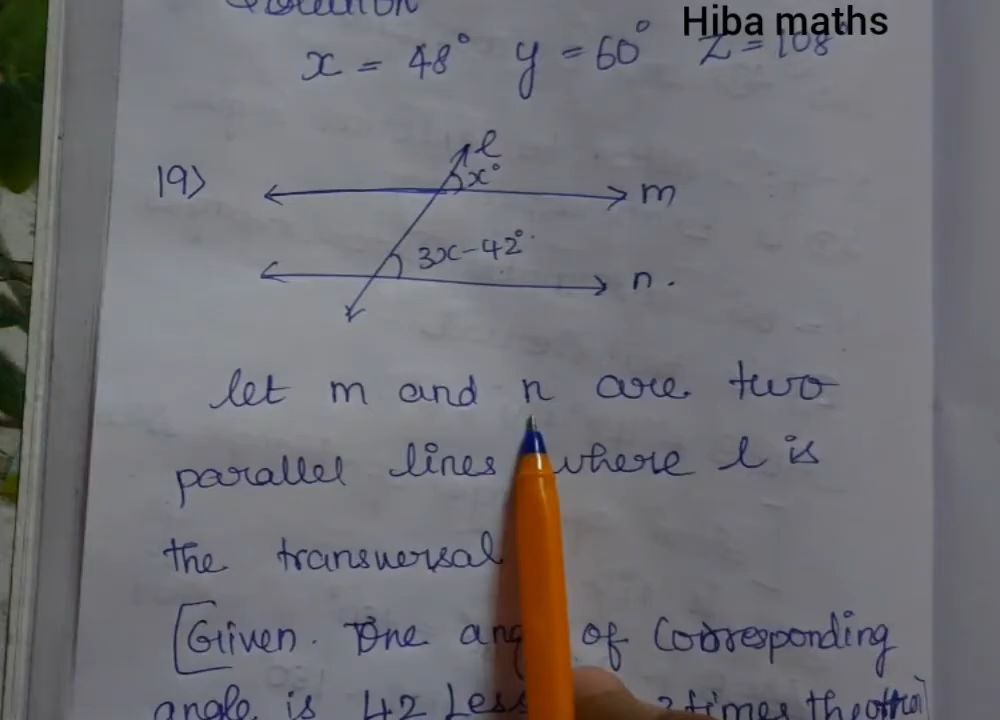 Hiba maths
x = 48° y = 60° z = 108°
19)
l
x°
m
3x-42°
n.
let m and n are two
parallel lines where l is
the transversal
[Given. One of corresponding
angle is 42 less times the